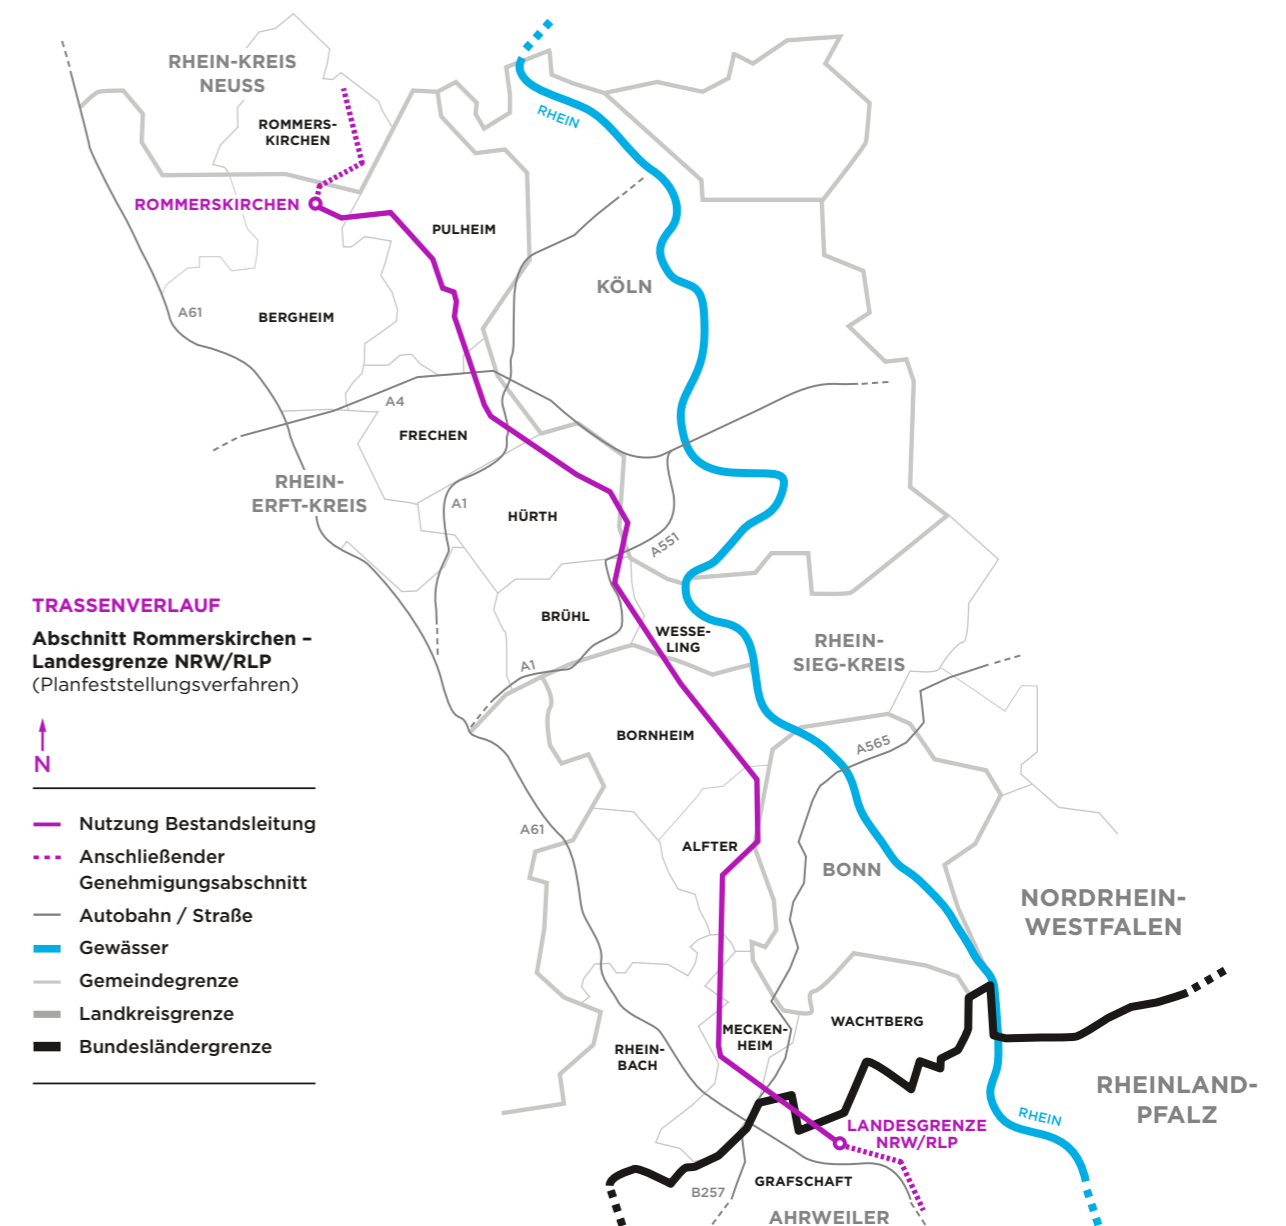 RHEIN-KREIS
NEUSS
ROMMERS-
KIRCHEN
RHEIN
ROMMERSKIRCHEN
PULHEIM
KÖLN
A61
BERGHEIM
A4
FRECHEN
RHEIN-
ERFT-KREIS
A1
HÜRTH
A551
BRÜHL
WESSE-
LING
RHEIN-
SIEG-KREIS
A1
BORNHEIM
A565
A61
ALFTER
BONN
NORDRHEIN-
WESTFALEN
WACHTBERG
MECKEN-
HEIM
RHEIN-
BACH
RHEINLAND-
PFALZ
RHEIN
LANDESGRENZE
NRW/RLP
B257
GRAFSCHAFT
AHRWEILER
TRASSENVERLAUF
Abschnitt Rommerskirchen –
Landesgrenze NRW/RLP
(Planfeststellungsverfahren)
N
Nutzung Bestandsleitung
Anschließender
Genehmigungsabschnitt
Autobahn / Straße
Gewässer
Gemeindegrenze
Landkreisgrenze
Bundesländergrenze